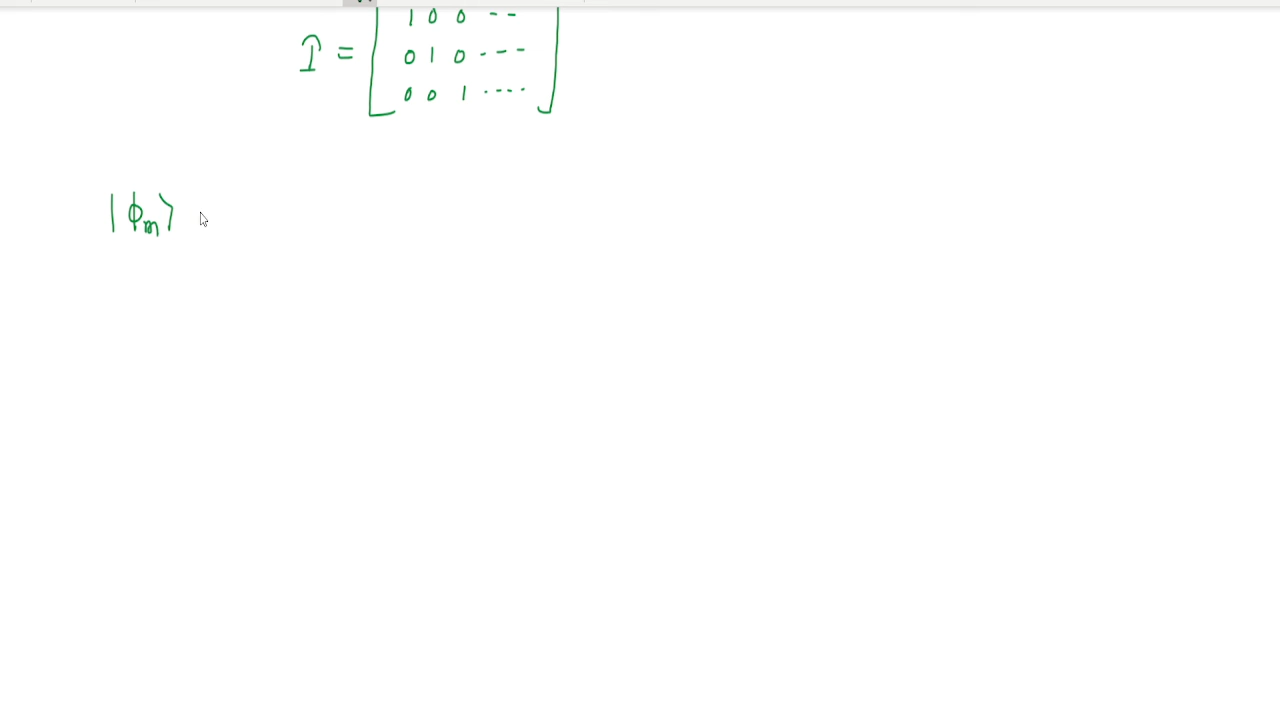 1 0 0 - -
I = 0 1 0 - - -
0 0 1 . . . .
|ϕm⟩